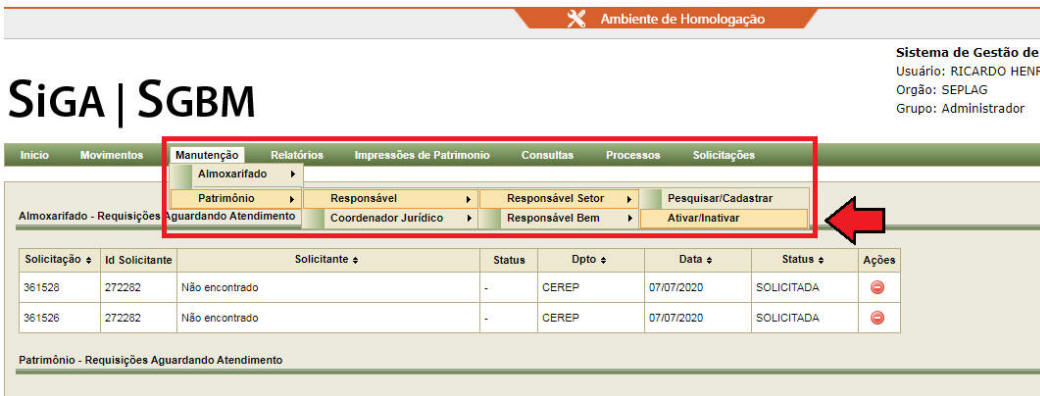 Ambiente de Homologação
Sistema de Gestão de
Usuário: RICARDO HENR
Orgão: SEPLAG
Grupo: Administrador
SiGA | SGBM
Inicio Movimentos Manutenção Relatórios Impressões de Patrimonio Consultas Processos Solicitações
Almoxarifado
Patrimônio Responsável Responsável Setor Pesquisar/Cadastrar
Coordenador Jurídico Responsável Bem Ativar/Inativar
Almoxarifado - Requisições Aguardando Atendimento
Solicitação Id Solicitante Solicitante Status Dpto Data Status Ações
361528 272282 Não encontrado - CEREP 07/07/2020 SOLICITADA
361526 272282 Não encontrado - CEREP 07/07/2020 SOLICITADA
Patrimônio - Requisições Aguardando Atendimento